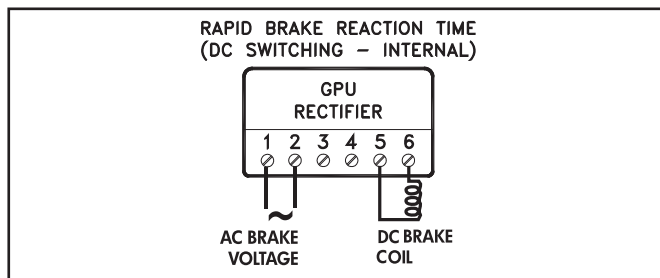 RAPID BRAKE REACTION TIME
(DC SWITCHING – INTERNAL)
GPU
RECTIFIER
1 2 3 4 5 6
~
AC BRAKE
VOLTAGE
DC BRAKE
COIL